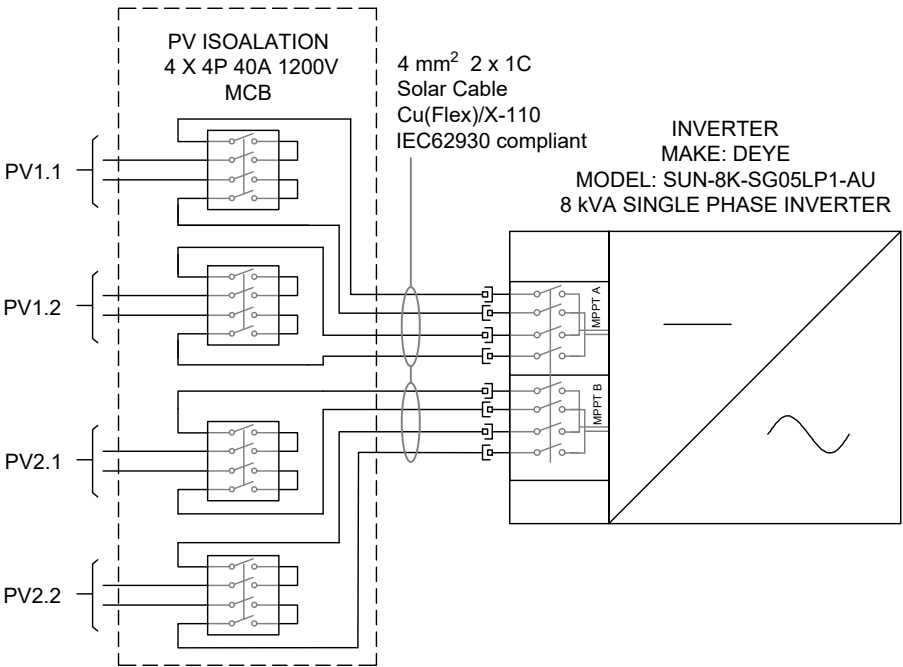 PV ISOALATION
4 X 4P 40A 1200V
MCB
4 mm² 2 x 1C
Solar Cable
Cu(Flex)/X-110
IEC62930 compliant
INVERTER
MAKE: DEYE
MODEL: SUN-8K-SG05LP1-AU
8 kVA SINGLE PHASE INVERTER
PV1.1
PV1.2
PV2.1
PV2.2
MPPT A
MPPT B